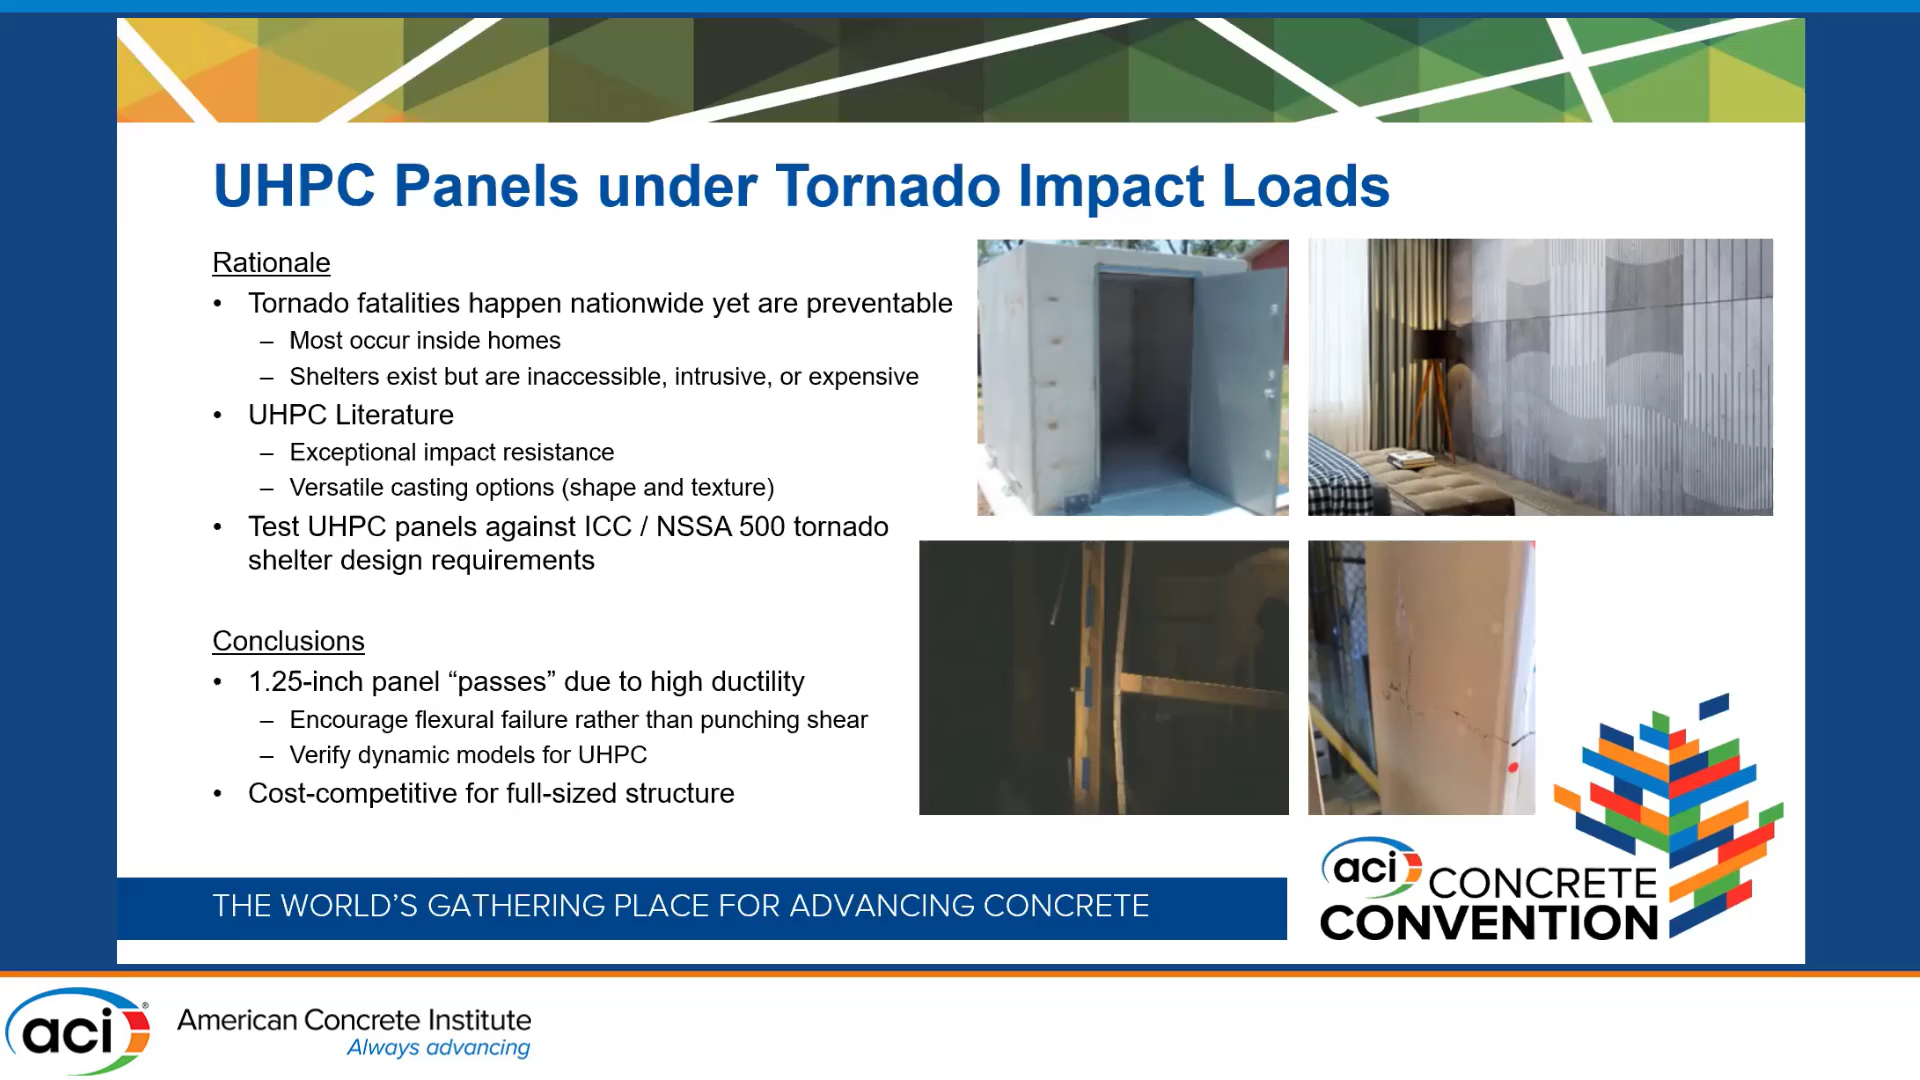 UHPC Panels under Tornado Impact Loads
Rationale
• Tornado fatalities happen nationwide yet are preventable
– Most occur inside homes
– Shelters exist but are inaccessible, intrusive, or expensive
• UHPC Literature
– Exceptional impact resistance
– Versatile casting options (shape and texture)
• Test UHPC panels against ICC / NSSA 500 tornado
shelter design requirements
Conclusions
• 1.25-inch panel “passes” due to high ductility
– Encourage flexural failure rather than punching shear
– Verify dynamic models for UHPC
• Cost-competitive for full-sized structure
THE WORLD’S GATHERING PLACE FOR ADVANCING CONCRETE
aci CONCRETE
CONVENTION
aci®
American Concrete Institute
Always advancing